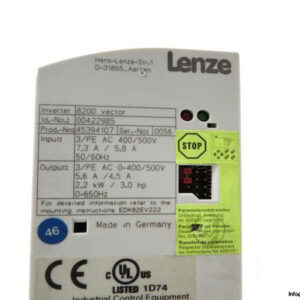 Hans-Lenze-Str.1
D-31855 Aerzen
Lenze
Inverter 8200 vector
Id-No 00422985
Prod.-No 45394107 Ser.-No 0056
Input: 3/PE AC 400/500V
7.3 A / 5.8 A
50/60Hz
Output: 3/PE AC 0-400/500V
5.6 A /4.5 A
2.2 kW / 3.0 hp
0-650Hz
For detailed information refer to the
mounting instructions EDK82EV222
STOP
46
Made in Germany
C UL US
LISTED 1D74
Industrial Control Equipment